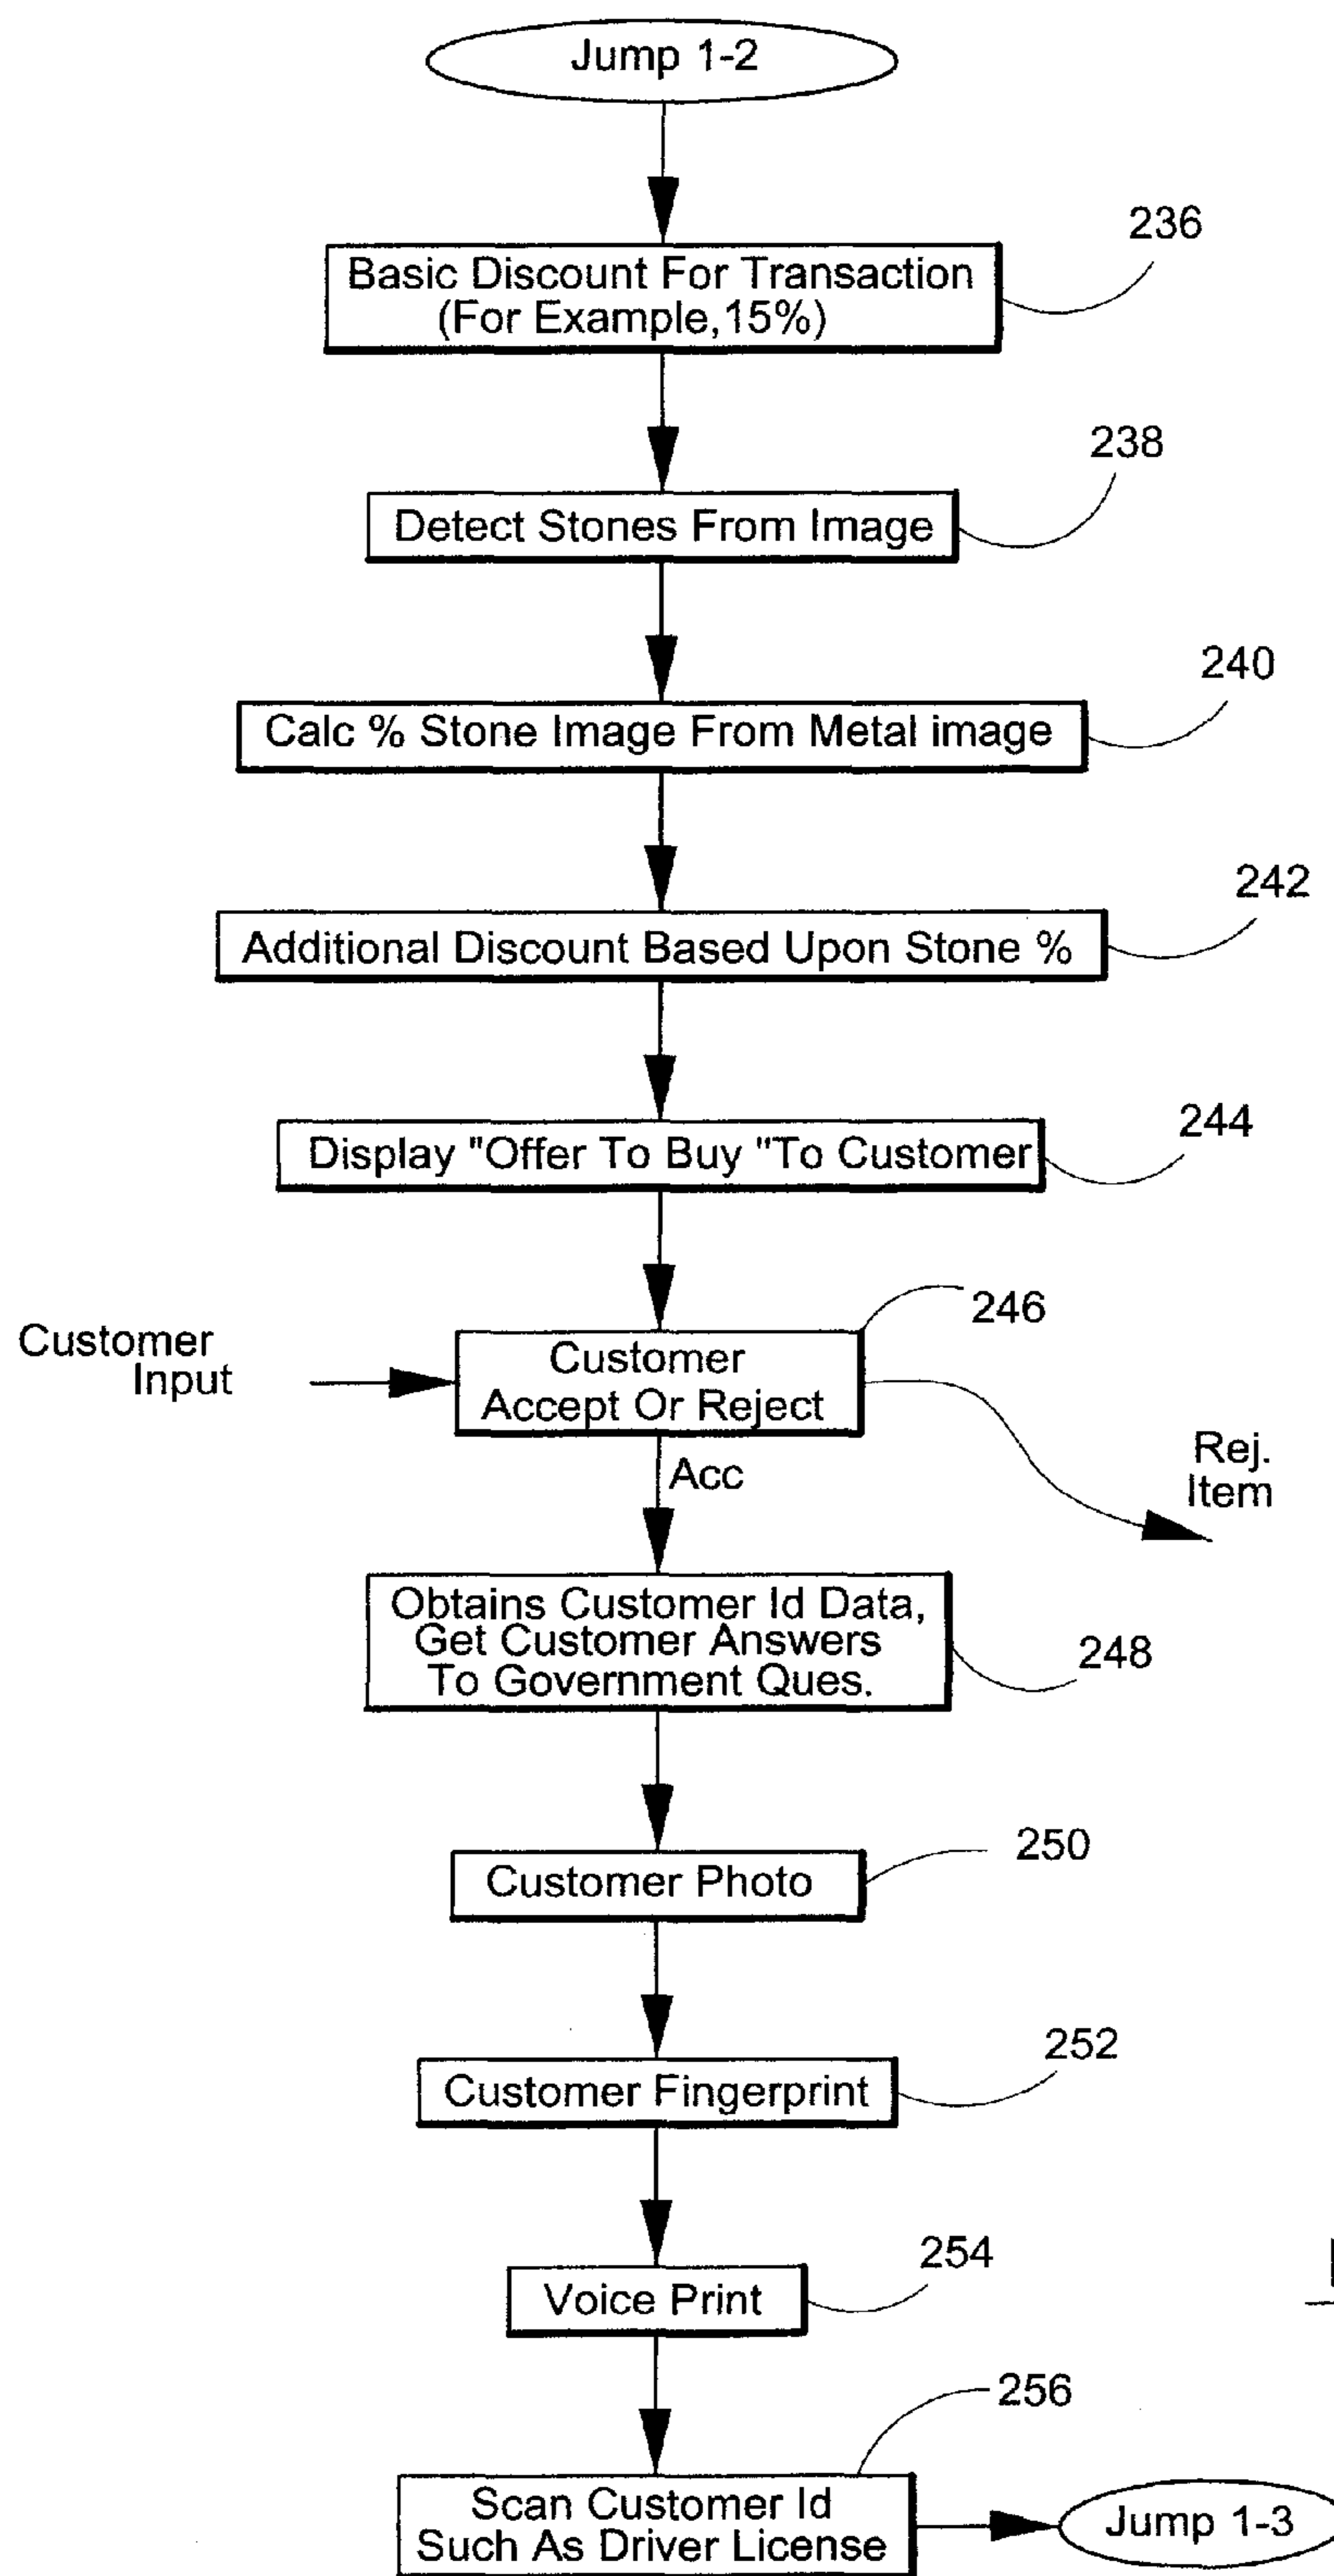 Jump 1-2
236
Basic Discount For Transaction
(For Example,15%)
238
Detect Stones From Image
240
Calc % Stone Image From Metal image
242
Additional Discount Based Upon Stone %
244
Display "Offer To Buy "To Customer
246
Customer
Input
Customer
Accept Or Reject
Rej.
Item
Acc
Obtains Customer Id Data,
Get Customer Answers
To Government Ques.
248
250
Customer Photo
252
Customer Fingerprint
254
Voice Print
256
Scan Customer Id
Such As Driver License
Jump 1-3